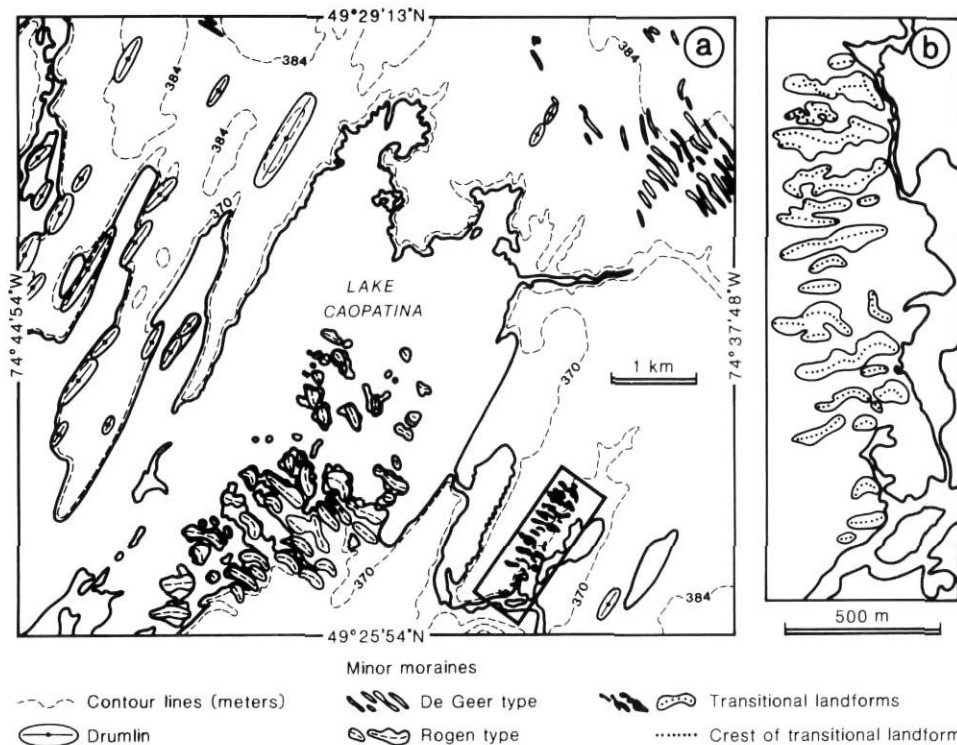 49°29'13"N
a
b
384
384
384
384
370
LAKE
CAOPATINA
74°44'54"W
74°37'48"W
1 km
370
370
384
49°25'54"N
500 m
Minor moraines
Contour lines (meters)
De Geer type
Transitional landforms
Drumlin
Rogen type
Crest of transitional landform